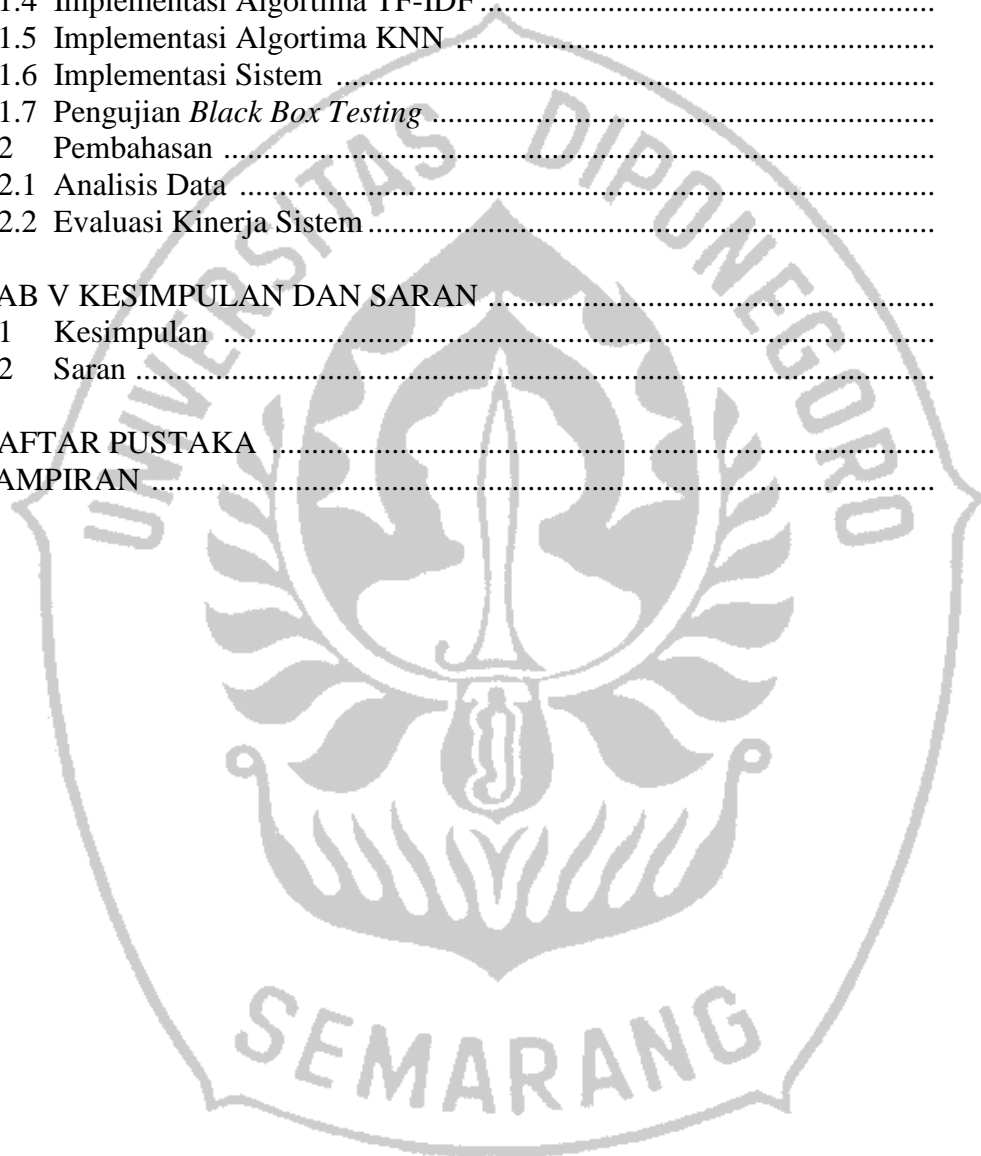 1.4 Implementasi Algortima TF-IDF ..........................................................
1.5 Implementasi Algortima KNN .............................................................
1.6 Implementasi Sistem ............................................................................
1.7 Pengujian Black Box Testing ................................................................
2 Pembahasan ...........................................................................................
2.1 Analisis Data .........................................................................................
2.2 Evaluasi Kinerja Sistem ........................................................................
AB V KESIMPULAN DAN SARAN .........................................................
1 Kesimpulan ...........................................................................................
2 Saran ......................................................................................................
AFTAR PUSTAKA .....................................................................................
AMPIRAN ....................................................................................................
UNIVERSITAS DIPONEGORO
SEMARANG